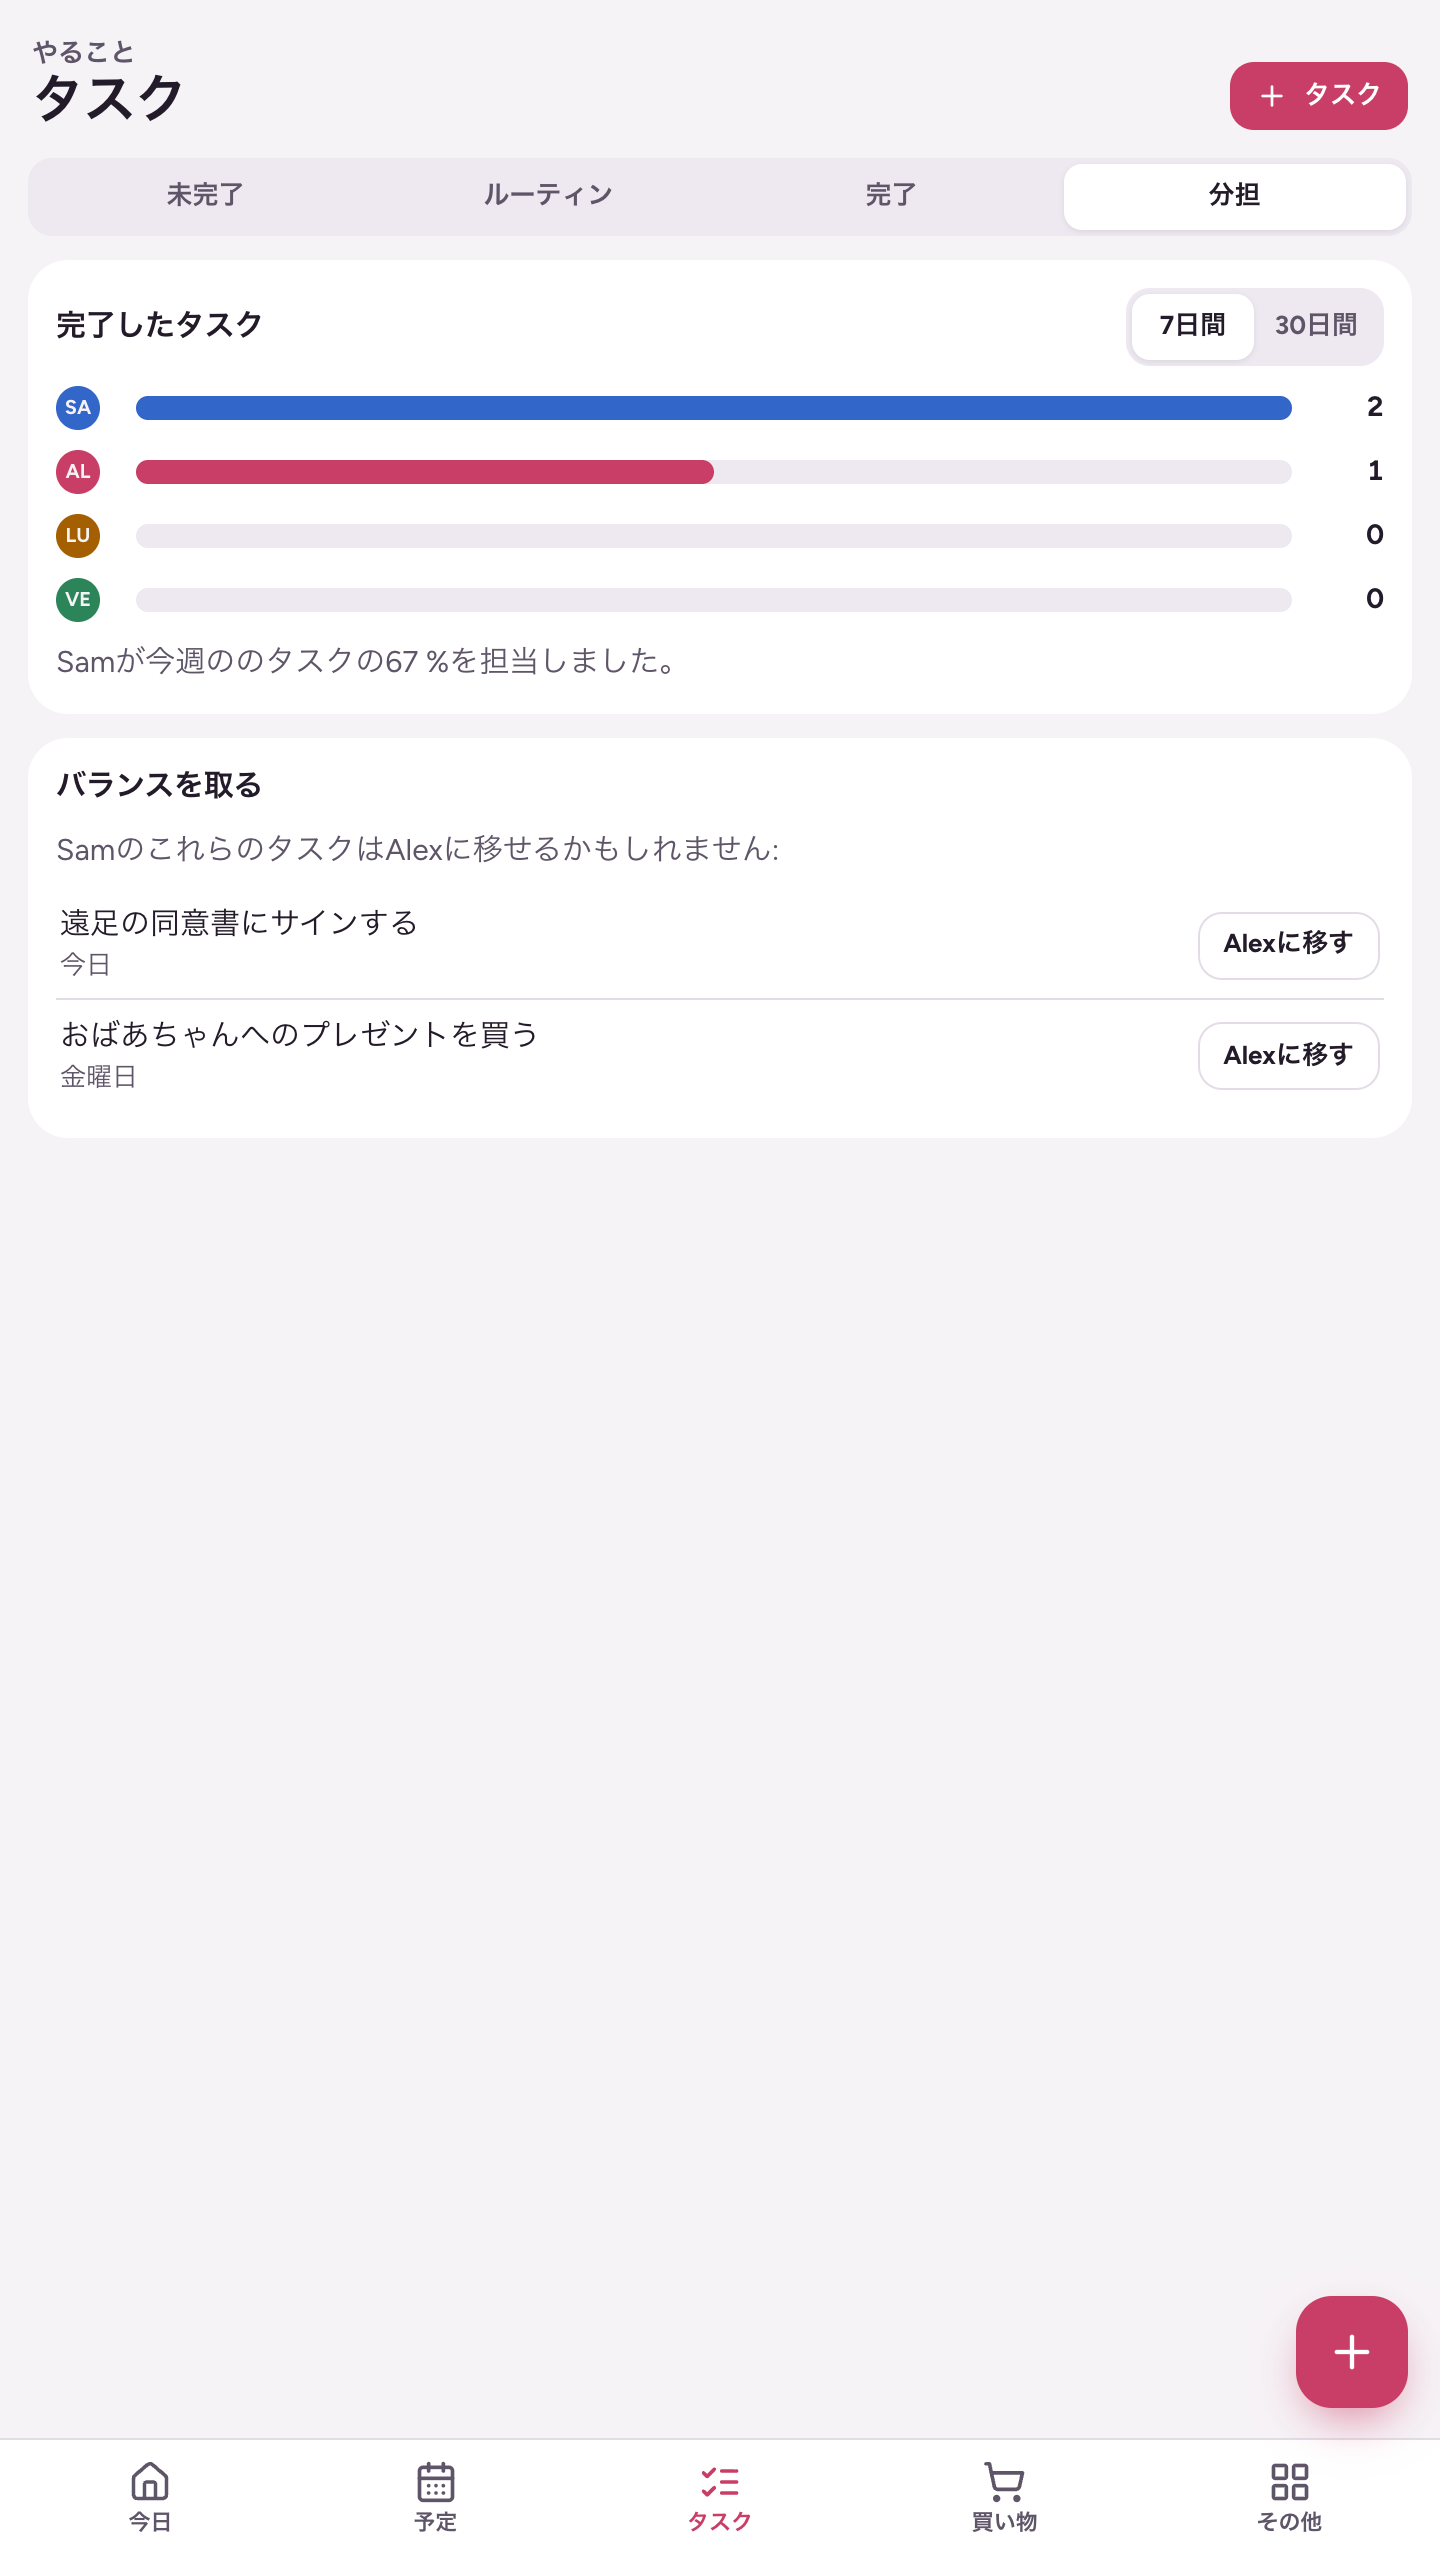 やること
タスク
タスク
未完了
ルーティン
完了
分担
完了したタスク
7日間
30日間
SA
2
AL
1
LU
0
VE
0
Samが今週ののタスクの67 %を担当しました。
バランスを取る
SamのこれらのタスクはAlexに移せるかもしれません:
遠足の同意書にサインする
今日
Alexに移す
おばあちゃんへのプレゼントを買う
金曜日
Alexに移す
今日
予定
タスク
買い物
その他